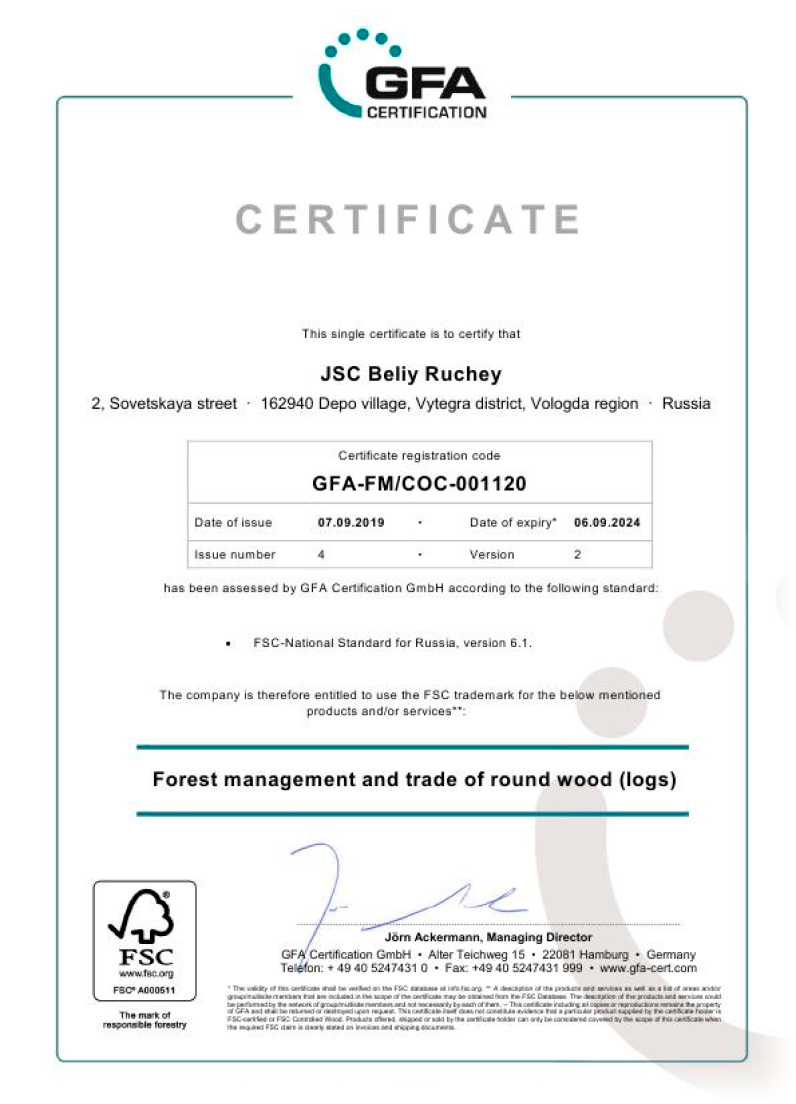 GFA
CERTIFICATION
CERTIFICATE
This single certificate is to certify that
JSC Beliy Ruchey
2, Sovetskaya street · 162940 Depo village, Vytegra district, Vologda region · Russia
Certificate registration code
GFA-FM/COC-001120
Date of issue 07.09.2019 • Date of expiry* 06.09.2024
Issue number 4 • Version 2
has been assessed by GFA Certification GmbH according to the following standard:
• FSC-National Standard for Russia, version 6.1.
The company is therefore entitled to use the FSC trademark for the below mentioned
products and/or services**:
Forest management and trade of round wood (logs)
Jörn Ackermann, Managing Director
GFA Certification GmbH • Alter Teichweg 15 • 22081 Hamburg • Germany
Telefon: + 49 40 5247431 0 • Fax: +49 40 5247431 999 • www.gfa-cert.com
®
FSC
www.fsc.org
FSC® A000511
The mark of
responsible forestry
* The validity of this certificate shall be verified on the FSC database at info.fsc.org. ** A description of the products and services as well as a list of areas and/or
group/multisite members that are included in the scope of the certificate may be obtained from the FSC Database. The description of the products and services could
be performed by the network of group/multisite members and not necessarily by each of them. – This certificate including all copies or reproductions remains the property
of GFA and shall be returned or destroyed upon request. This certificate itself does not constitute evidence that a particular product supplied by the certificate holder is
FSC-certified or FSC Controlled Wood. Products offered, shipped or sold by the certificate holder can only be considered covered by the scope of this certificate when
the required FSC claim is clearly stated on invoices and shipping documents.